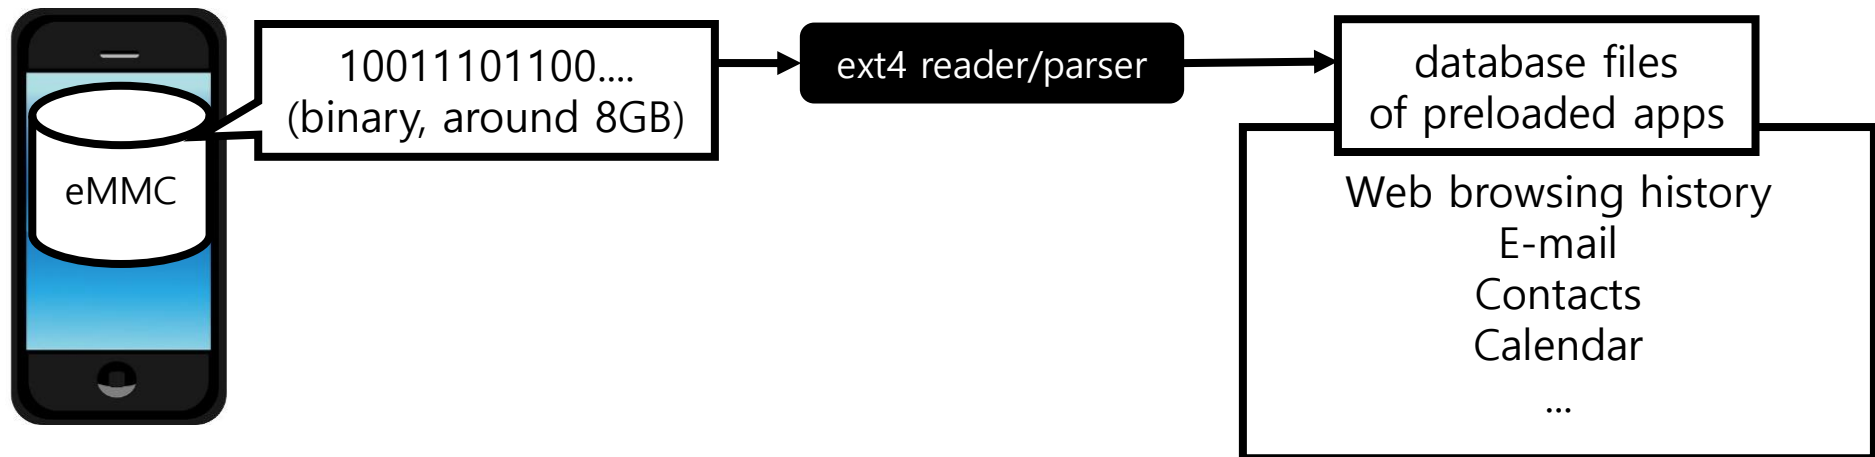 eMMC
10011101100....
(binary, around 8GB)
ext4 reader/parser
database files
of preloaded apps
Web browsing history
E-mail
Contacts
Calendar
...